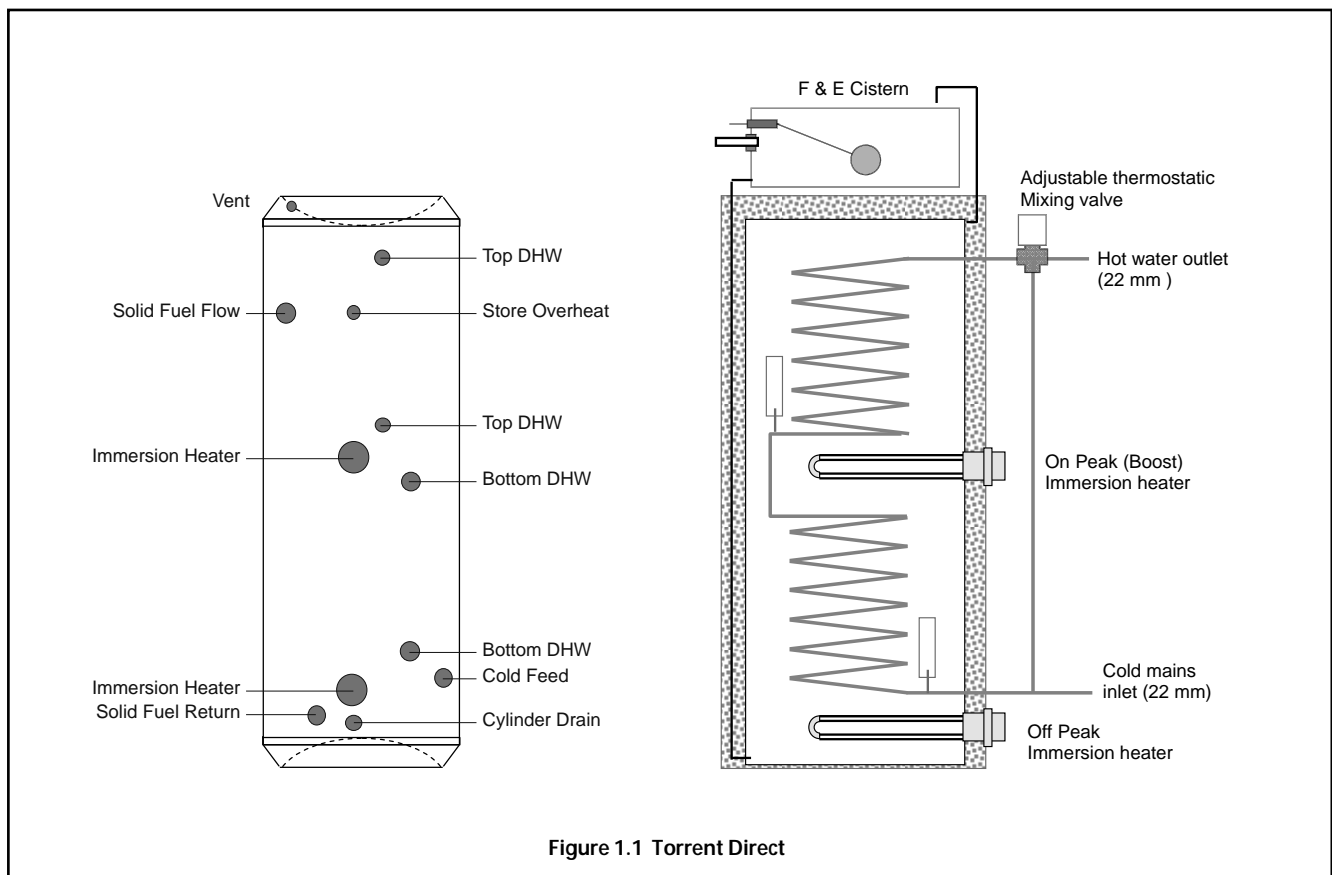 F & E Cistern
Vent
Top DHW
Solid Fuel Flow
Store Overheat
Top DHW
Immersion Heater
Bottom DHW
Bottom DHW
Cold Feed
Immersion Heater
Solid Fuel Return
Cylinder Drain
Adjustable thermostatic
Mixing valve
Hot water outlet
(22 mm )
On Peak (Boost)
Immersion heater
Cold mains
inlet (22 mm)
Off Peak
Immersion heater
Figure 1.1 Torrent Direct